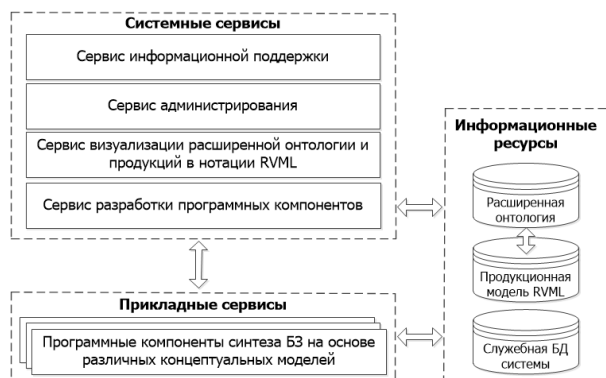 Системные сервисы
Сервис информационной поддержки
Сервис администрирования
Сервис визуализации расширенной онтологии и
продукций в нотации RVML
Сервис разработки программных компонентов
Прикладные сервисы
Программные компоненты синтеза БЗ на основе
различных концептуальных моделей
Информационные
ресурсы
Расширенная
онтология
Продукционная
модель RVML
Служебная БД
системы